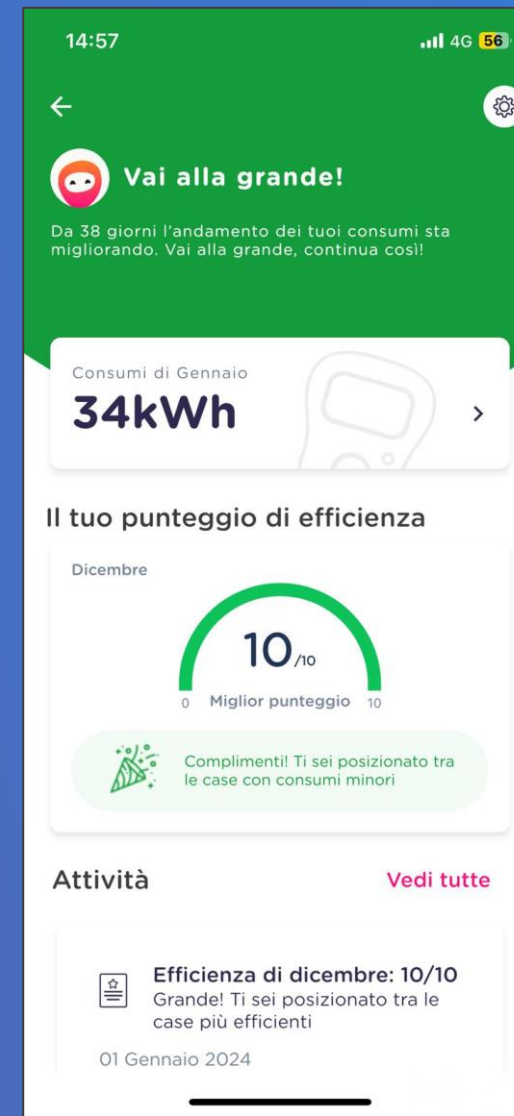 14:57
4G 56
Vai alla grande!
Da 38 giorni l'andamento dei tuoi consumi sta
migliorando. Vai alla grande, continua così!
Consumi di Gennaio
34kWh
Il tuo punteggio di efficienza
Dicembre
10/10
0 Miglior punteggio 10
Complimenti! Ti sei posizionato tra
le case con consumi minori
Attività Vedi tutte
Efficienza di dicembre: 10/10
Grande! Ti sei posizionato tra le
case più efficienti
01 Gennaio 2024